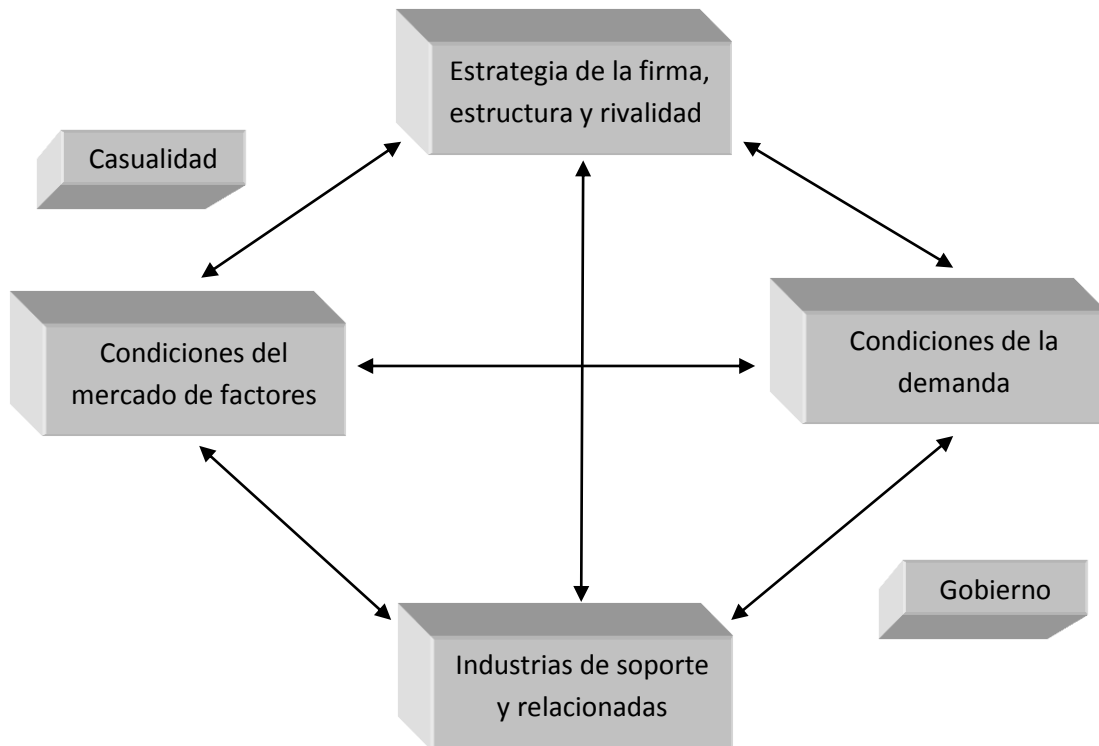 Estrategia de la firma,
estructura y rivalidad
Casualidad
Condiciones del
mercado de factores
Condiciones de la
demanda
Gobierno
Industrias de soporte
y relacionadas